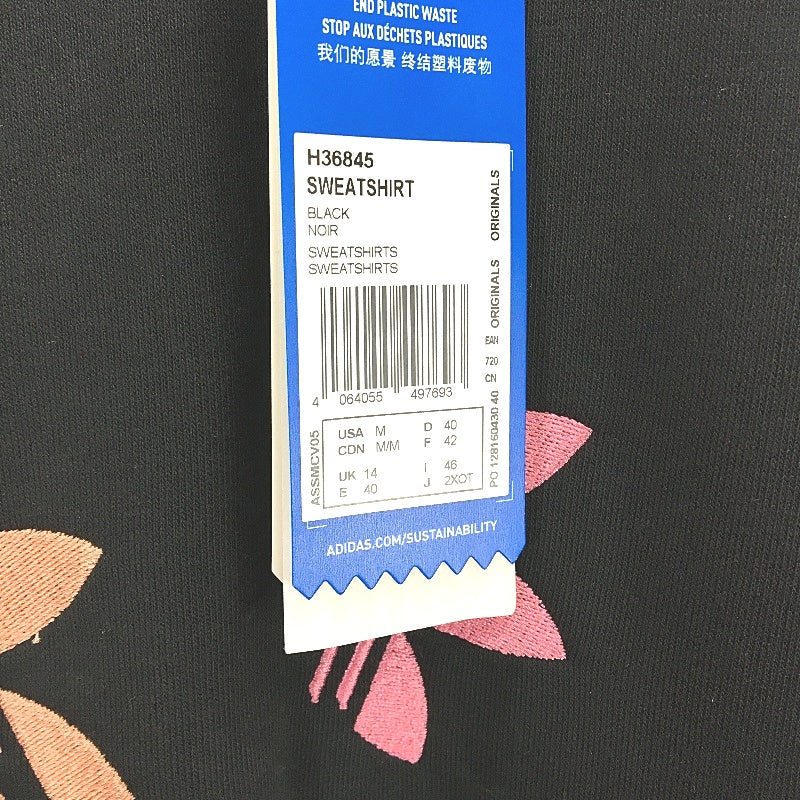 END PLASTIC WASTE
STOP AUX DÉCHETS PLASTIQUES
我们的愿景 终结塑料废物
H36845
SWEATSHIRT
BLACK
NOIR
SWEATSHIRTS
SWEATSHIRTS
ORIGINALS
ORIGINALS
EAN
720
CN
4 064055 497693
PO 128160430 40
ASSMCV05
USA M D 40
CDN M/M F 42
UK 14 I 46
E 40 J 2XOT
ADIDAS.COM/SUSTAINABILITY